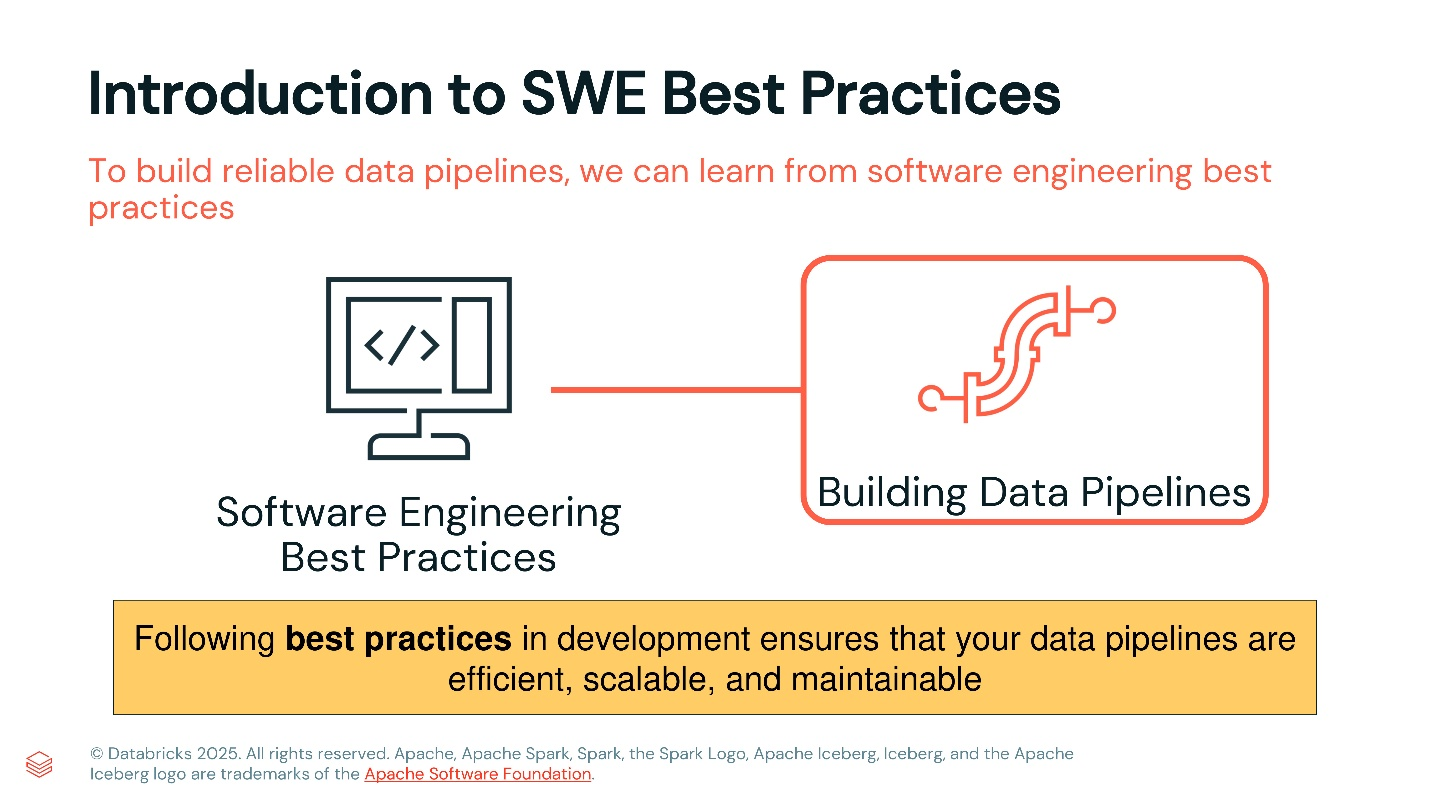 Introduction to SWE Best Practices
To build reliable data pipelines, we can learn from software engineering best
practices
</>
Software Engineering
Best Practices
Building Data Pipelines
Following best practices in development ensures that your data pipelines are
efficient, scalable, and maintainable
© Databricks 2025. All rights reserved. Apache, Apache Spark, Spark, the Spark Logo, Apache Iceberg, Iceberg, and the Apache
Iceberg logo are trademarks of the Apache Software Foundation.